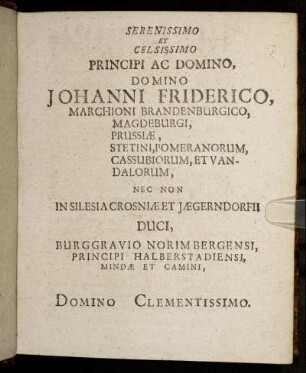 SERENISSIMO
ET
CELSISSIMO
PRINCIPI AC DOMINO,
DOMINO
JOHANNI FRIDERICO,
MARCHIONI BRANDENBURGICO,
MAGDEBURGI,
PRUSSIÆ,
STETINI, POMERANORUM,
CASSUBIORUM, ET VAN-
DALORUM,
NEC NON
IN SILESIA CROSNIÆ ET JÆGERNDORFII
DUCI,
BURGGRAVIO NORIMBERGENSI,
PRINCIPI HALBERSTADIENSI,
MINDÆ ET CAMINI,
DOMINO CLEMENTISSIMO.